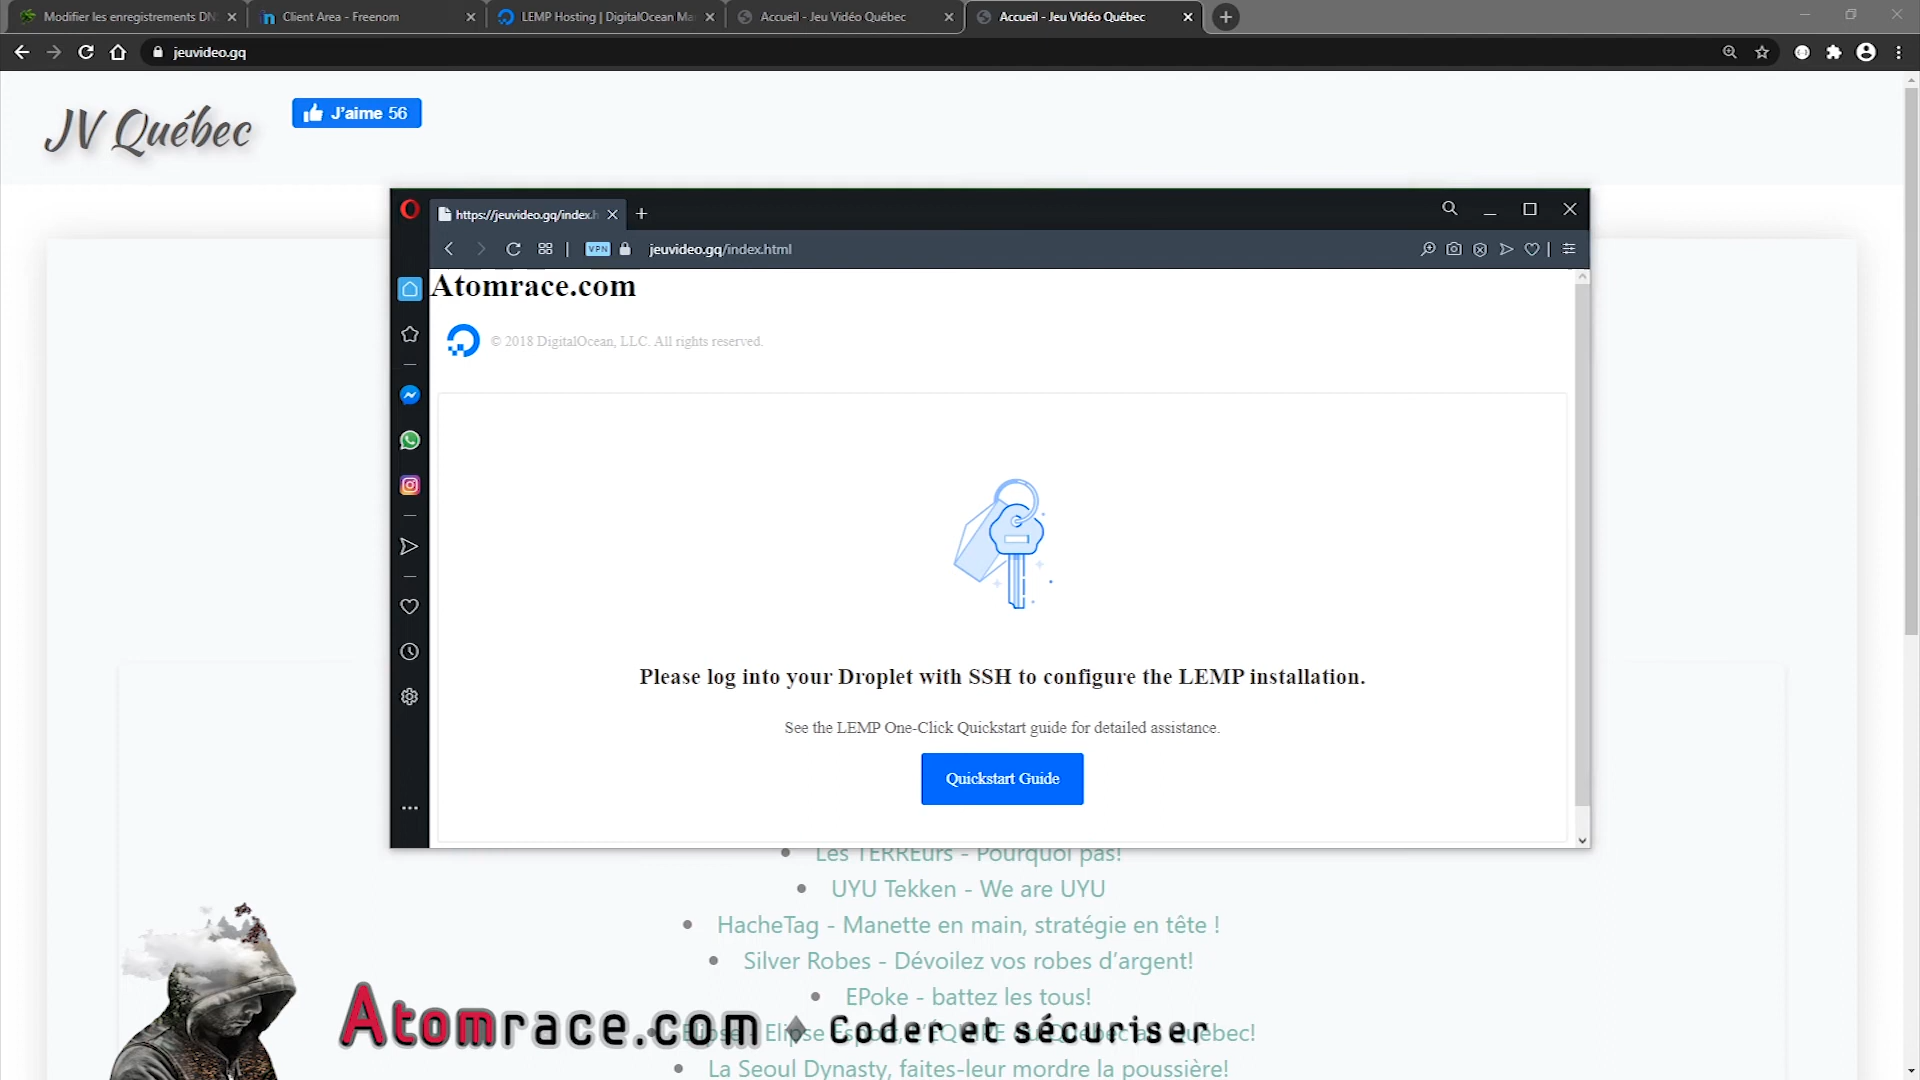 Modifier les enregistrements DN
Client Area - Freenom
LEMP Hosting | DigitalOcean Ma
Accueil - Jeu Vidéo Québec
Accueil - Jeu Vidéo Québec
jeuvideo.gq
JV Québec
J'aime 56
https://jeuvideo.gq/index.h
VPN
jeuvideo.gq/index.html
Atomrace.com
© 2018 DigitalOcean, LLC. All rights reserved.
Please log into your Droplet with SSH to configure the LEMP installation.
See the LEMP One-Click Quickstart guide for detailed assistance.
Quickstart Guide
Les TERREurs - Pourquoi pas!
UYU Tekken - We are UYU
HacheTag - Manette en main, stratégie en tête !
Silver Robes - Dévoilez vos robes d'argent!
EPoke - battez les tous!
Atomrace.com ♦ Coder et sécuriser
La Seoul Dynasty, faites-leur mordre la poussière!